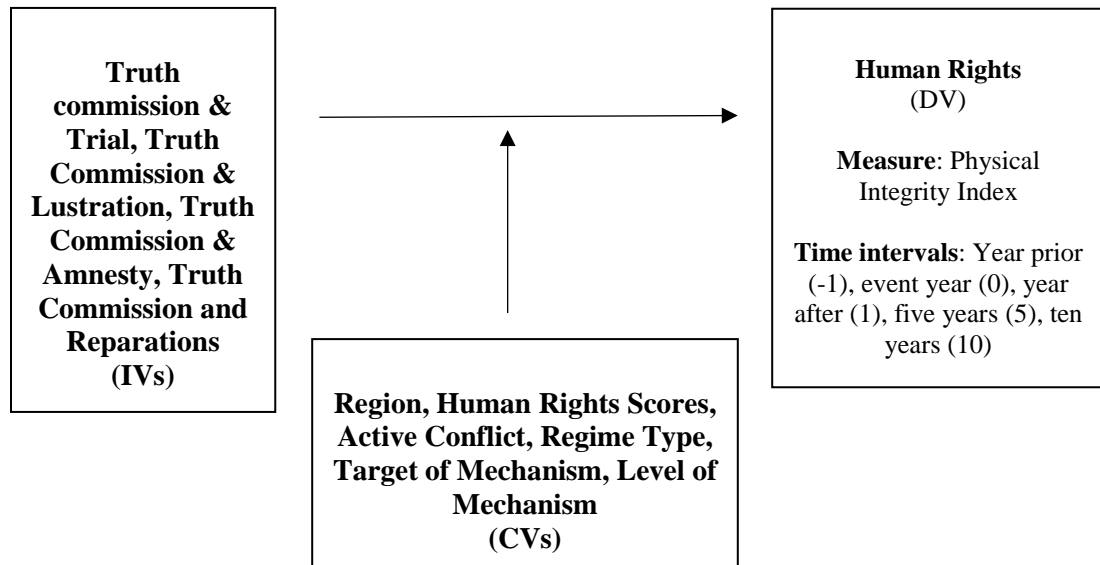 Truth
commission &
Trial, Truth
Commission &
Lustration, Truth
Commission &
Amnesty, Truth
Commission and
Reparations
(IVs)
Human Rights
(DV)
Measure: Physical
Integrity Index
Time intervals: Year prior
(-1), event year (0), year
after (1), five years (5), ten
years (10)
Region, Human Rights Scores,
Active Conflict, Regime Type,
Target of Mechanism, Level of
Mechanism
(CVs)